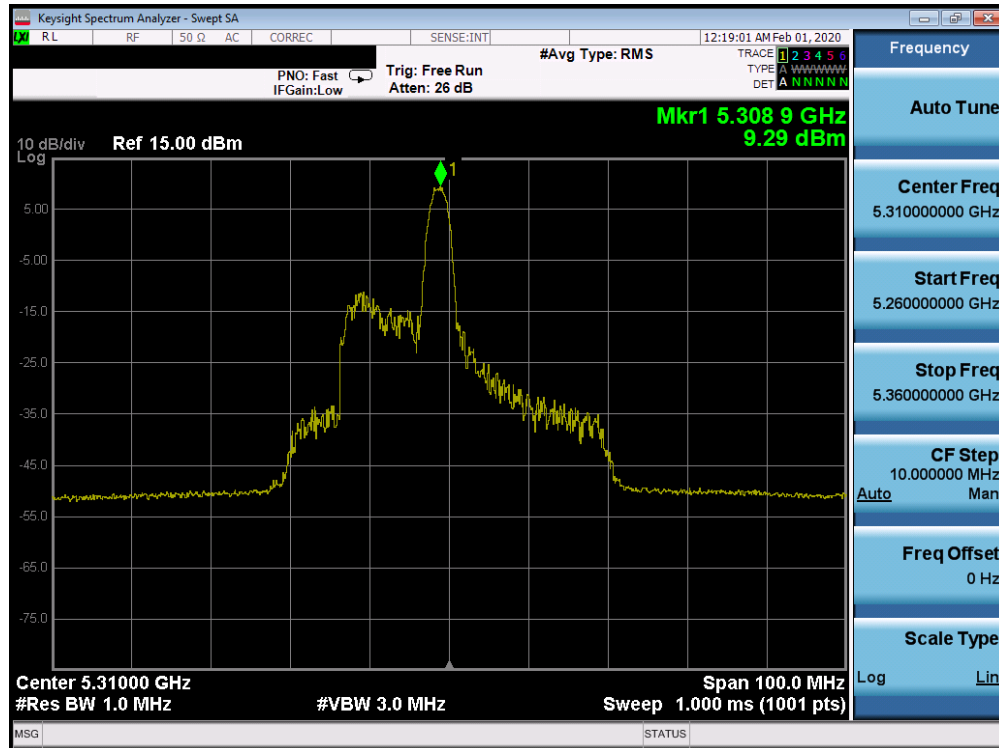 Keysight Spectrum Analyzer - Swept SA
LXI RL RF 50 Ω AC CORREC SENSE:INT 12:19:01 AM Feb 01, 2020
#Avg Type: RMS
TRACE 1 2 3 4 5 6
TYPE A WWWWW
DET A N N N N N
PNO: Fast
IFGain:Low
Trig: Free Run
Atten: 26 dB
Mkr1 5.308 9 GHz
9.29 dBm
10 dB/div Ref 15.00 dBm
Log
1
5.00
-5.00
-15.0
-25.0
-35.0
-45.0
-55.0
-65.0
-75.0
Center 5.31000 GHz Span 100.0 MHz
#Res BW 1.0 MHz #VBW 3.0 MHz Sweep 1.000 ms (1001 pts)
MSG STATUS
Frequency
Auto Tune
Center Freq
5.310000000 GHz
Start Freq
5.260000000 GHz
Stop Freq
5.360000000 GHz
CF Step
10.000000 MHz
Auto Man
Freq Offset
0 Hz
Scale Type
Log Lin